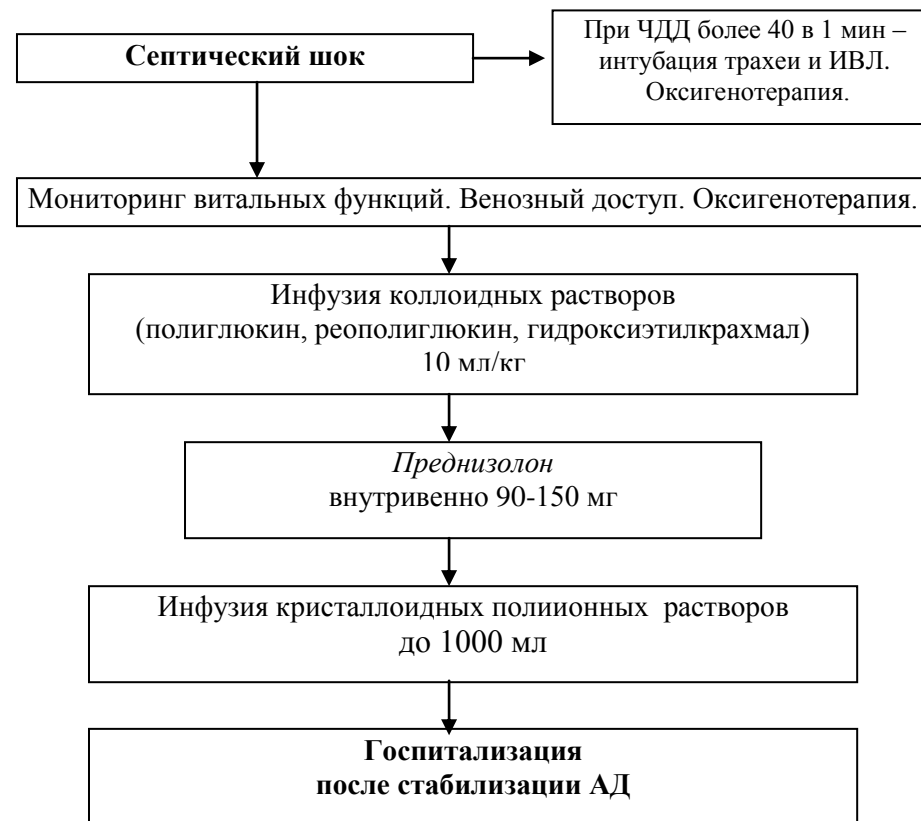 Септический шок
При ЧДД более 40 в 1 мин –
интубация трахеи и ИВЛ.
Оксигенотерапия.
Мониторинг витальных функций. Венозный доступ. Оксигенотерапия.
Инфузия коллоидных растворов
(полиглюкин, реополиглюкин, гидроксиэтилкрахмал)
10 мл/кг
Преднизолон
внутривенно 90-150 мг
Инфузия кристаллоидных полиионных растворов
до 1000 мл
Госпитализация
после стабилизации АД